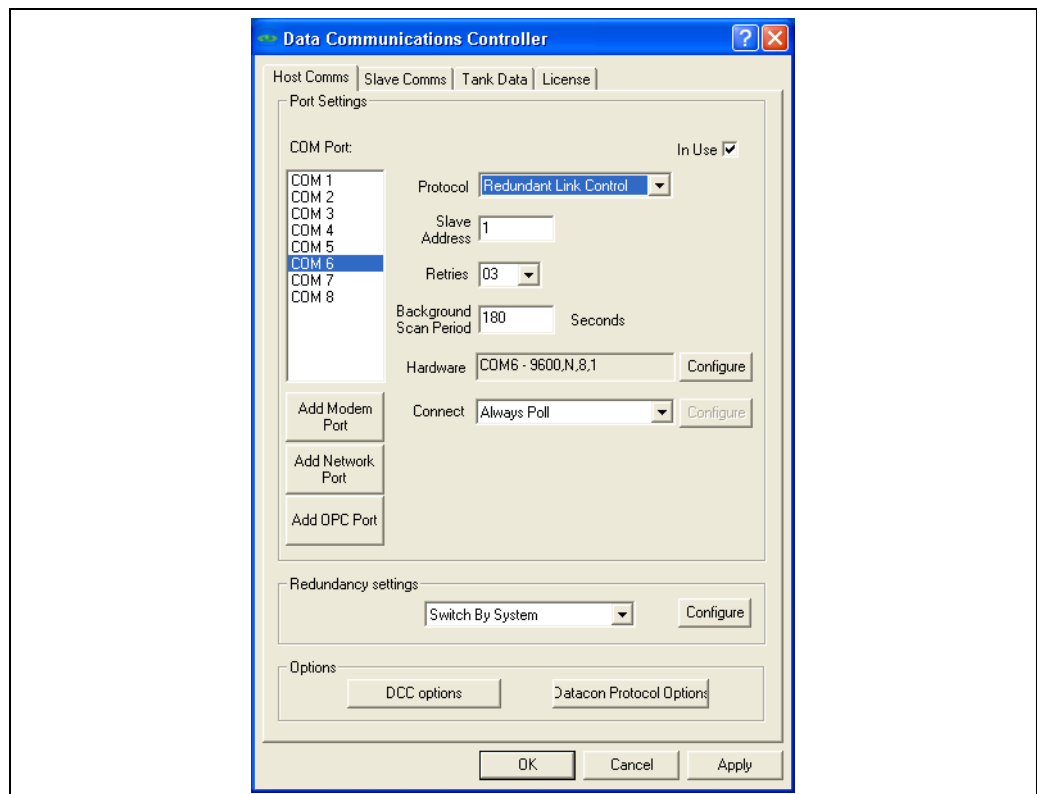 Data Communications Controller
?
Host Comms Slave Comms Tank Data License
Port Settings
COM Port:
In Use
COM 1
COM 2
COM 3
COM 4
COM 5
COM 6
COM 7
COM 8
Protocol Redundant Link Control
Slave
Address 1
Retries 03
Background
Scan Period 180 Seconds
Hardware COM6 - 9600,N,8,1 Configure
Connect Always Poll Configure
Add Modem
Port
Add Network
Port
Add OPC Port
Redundancy settings
Switch By System Configure
Options
DCC options Datacon Protocol Options
OK Cancel Apply